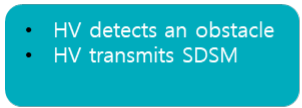 • HV detects an obstacle
• HV transmits SDSM